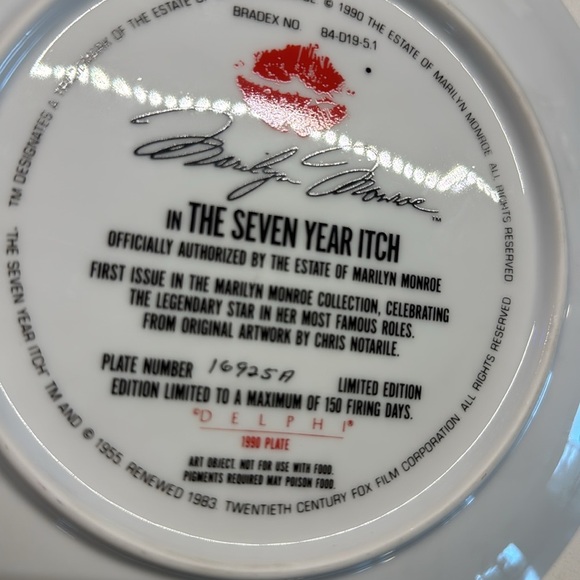 © 1990 THE ESTATE OF MARILYN MONROE. ALL RIGHTS RESERVED
TM DESIGNATES A OF THE ESTATE OF
BRADEX NO. 84-D19-5.1
Marilyn Monroe™
IN THE SEVEN YEAR ITCH
OFFICIALLY AUTHORIZED BY THE ESTATE OF MARILYN MONROE
FIRST ISSUE IN THE MARILYN MONROE COLLECTION, CELEBRATING
THE LEGENDARY STAR IN HER MOST FAMOUS ROLES.
FROM ORIGINAL ARTWORK BY CHRIS NOTARILE.
PLATE NUMBER 16925A LIMITED EDITION
EDITION LIMITED TO A MAXIMUM OF 150 FIRING DAYS.
DELPHI
1990 PLATE
ART OBJECT. NOT FOR USE WITH FOOD.
PIGMENTS REQUIRED MAY POISON FOOD.
"THE SEVEN YEAR ITCH" TM AND © 1955, RENEWED 1983, TWENTIETH CENTURY FOX FILM CORPORATION. ALL RIGHTS RESERVED